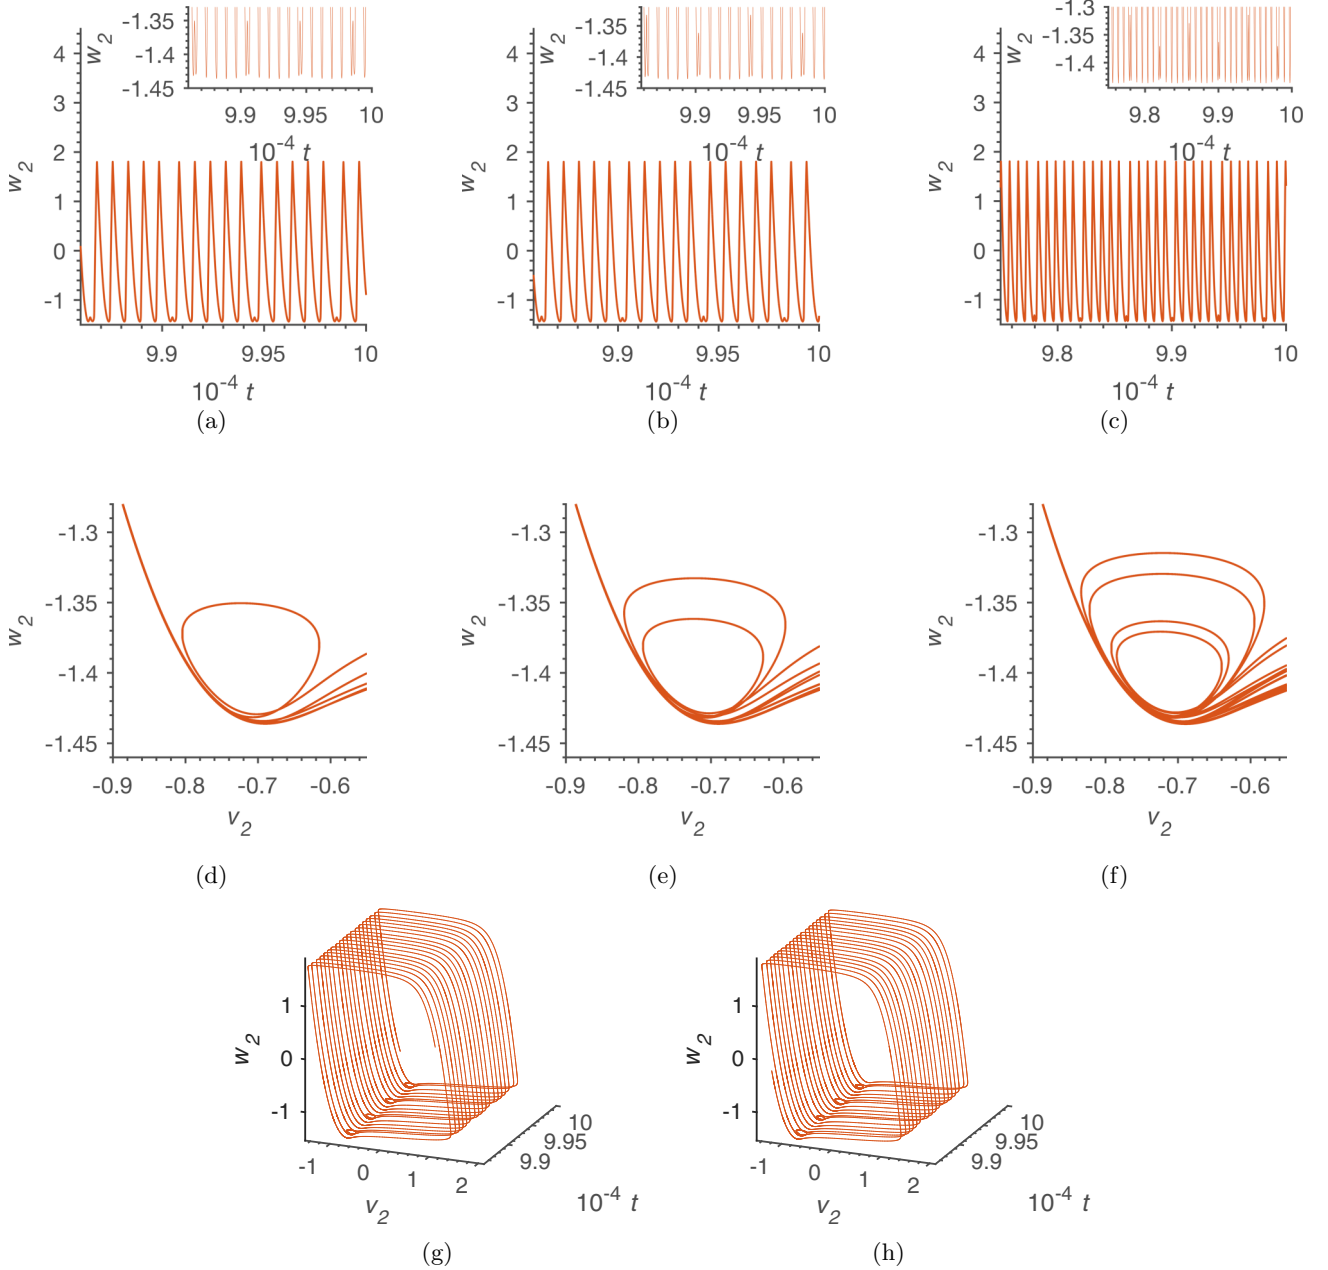 -1.35
-1.4
-1.45
w2
9.9 9.95 10
10-4 t
4
3
2
1
0
-1
w2
9.9 9.95 10
10-4 t
(a)
-1.35
-1.4
-1.45
w2
9.9 9.95 10
10-4 t
4
3
2
1
0
-1
w2
9.9 9.95 10
10-4 t
(b)
-1.3
-1.35
-1.4
w2
9.8 9.9 10
10-4 t
4
3
2
1
0
-1
w2
9.8 9.9 10
10-4 t
(c)
-1.3
-1.35
-1.4
-1.45
w2
-0.9 -0.8 -0.7 -0.6
v2
(d)
-1.3
-1.35
-1.4
-1.45
w2
-0.9 -0.8 -0.7 -0.6
v2
(e)
-1.3
-1.35
-1.4
-1.45
w2
-0.9 -0.8 -0.7 -0.6
v2
(f)
1
0
-1
w2
-1 0 1 2
v2
9.9 9.95 10
10-4 t
(g)
1
0
-1
w2
-1 0 1 2
v2
9.9 9.95 10
10-4 t
(h)